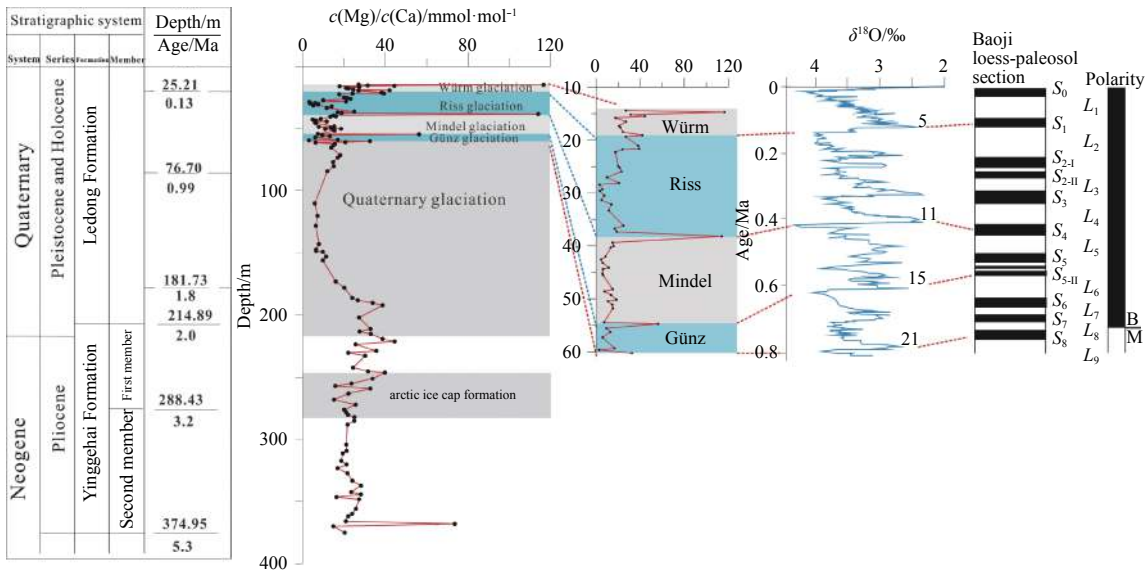 Stratigraphic system
System Series Formation Member
Depth/m
Age/Ma
Quaternary
Neogene
Pleistocene and Holocene
Pliocene
Ledong Formation
Yinggehai Formation
First member
Second member
25.21
0.13
76.70
0.99
181.73
1.8
214.89
2.0
288.43
3.2
374.95
5.3
c(Mg)/c(Ca)/mmol·mol⁻¹
0 40 80 120
Depth/m
100
200
300
400
Würm glaciation
Riss glaciation
Mindel glaciation
Günz glaciation
Quaternary glaciation
arctic ice cap formation
0 40 80 120
10
20
30
40
50
60
Würm
Riss
Mindel
Günz
δ¹⁸O/‰
4 3 2
Age/Ma
0
0.2
0.4
0.6
0.8
5
11
15
21
Baoji
loess-paleosol
section
S₀
S₁
S₂₋I
S₂₋II
S₃
S₄
S₅
S₅₋II
S₆
S₇
S₈
L₁
L₂
L₃
L₄
L₅
L₆
L₇
L₈
L₉
Polarity
B
M